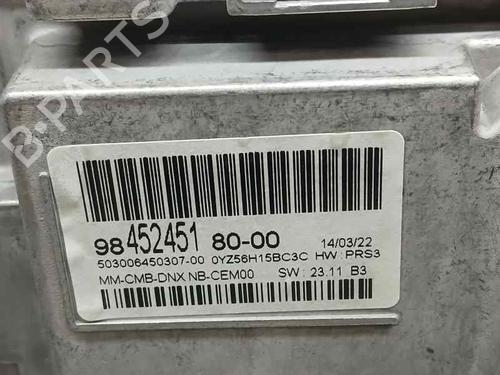 B-PARTS
98 452451 80-00 14/03/22
503006450307-00 0YZ56H15BC3C HW : PRS3
MM-CMB-DNX NB-CEM00 SW : 23.11 B3